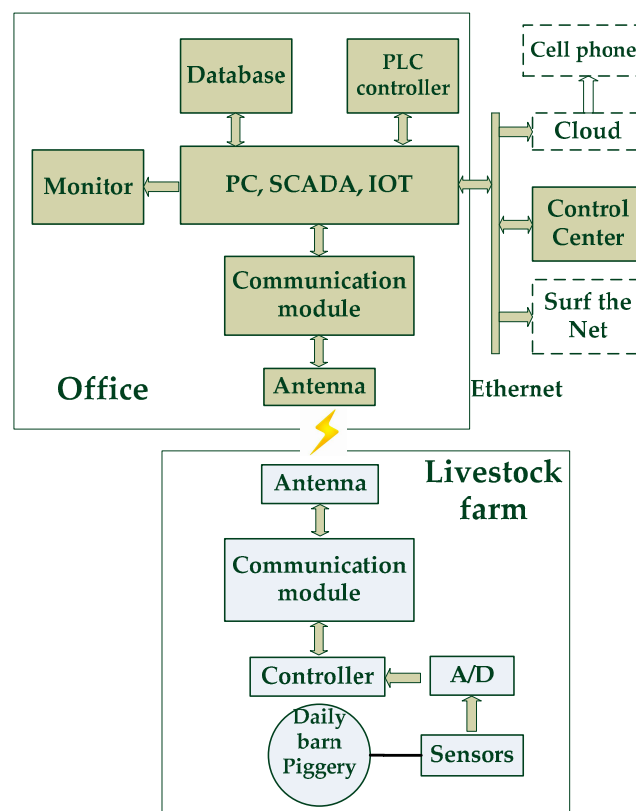 Cell phone
Database
PLC
controller
Cloud
Monitor
PC, SCADA, IOT
Control
Center
Communication
module
Surf the
Net
Office
Antenna
Ethernet
Antenna
Livestock
farm
Communication
module
Controller
A/D
Daily
barn
Piggery
Sensors